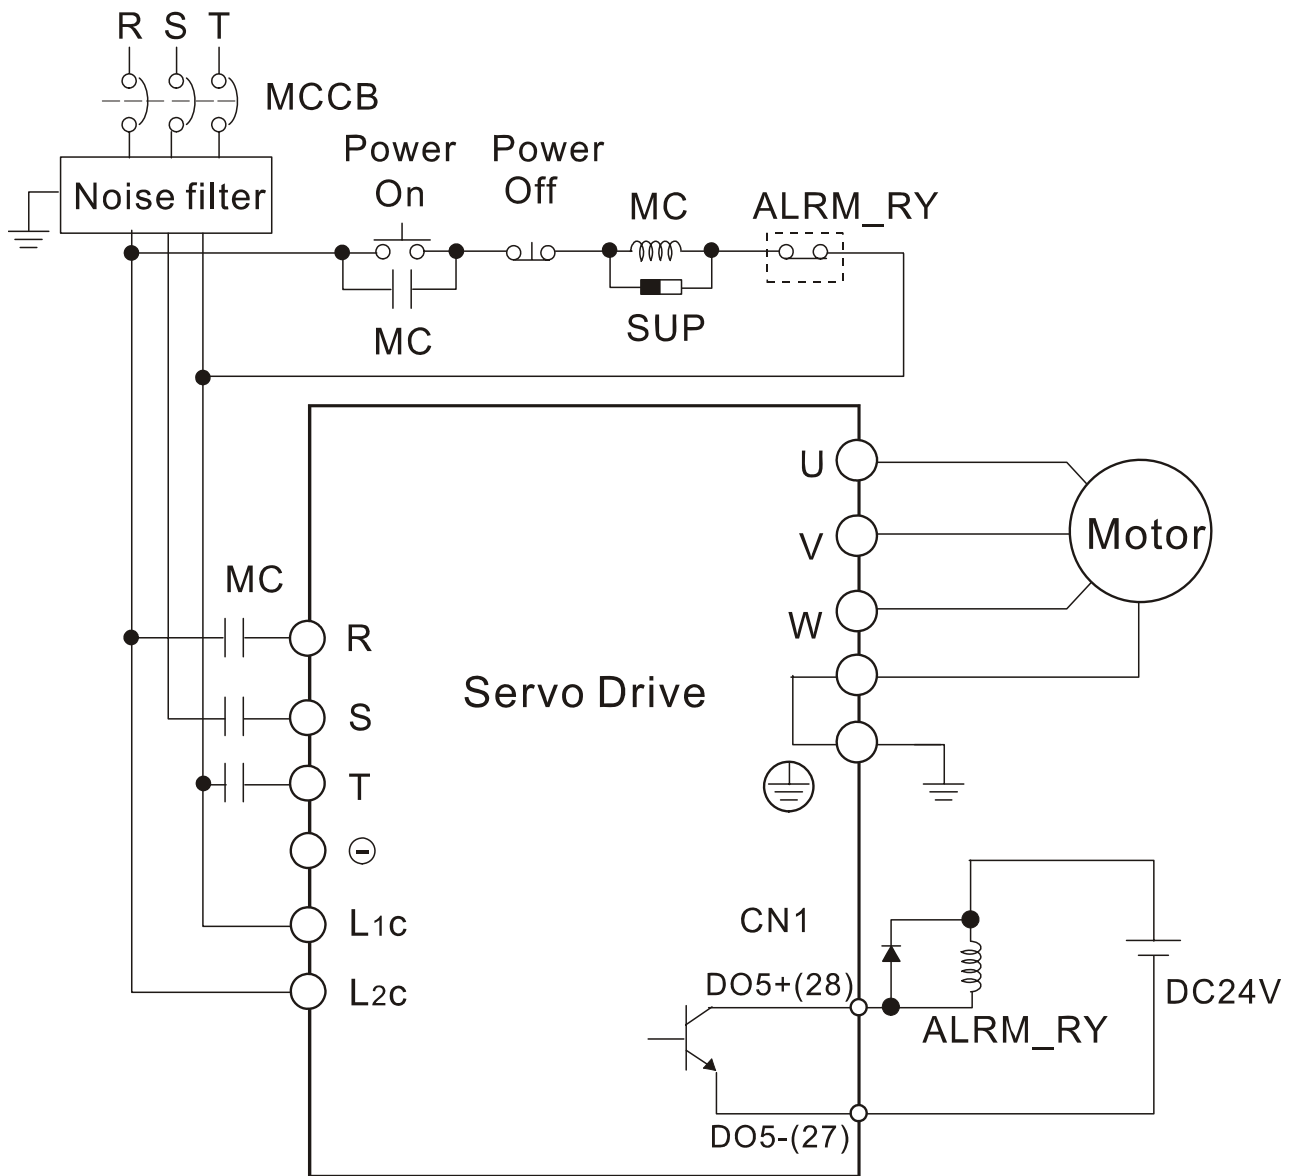 R S T
MCCB
Noise filter
Power
On
Power
Off
MC
ALRM_RY
MC
SUP
U
V
W
Motor
MC
R
S
T
Servo Drive
L1c
L2c
CN1
DO5+(28)
DO5-(27)
ALRM_RY
DC24V